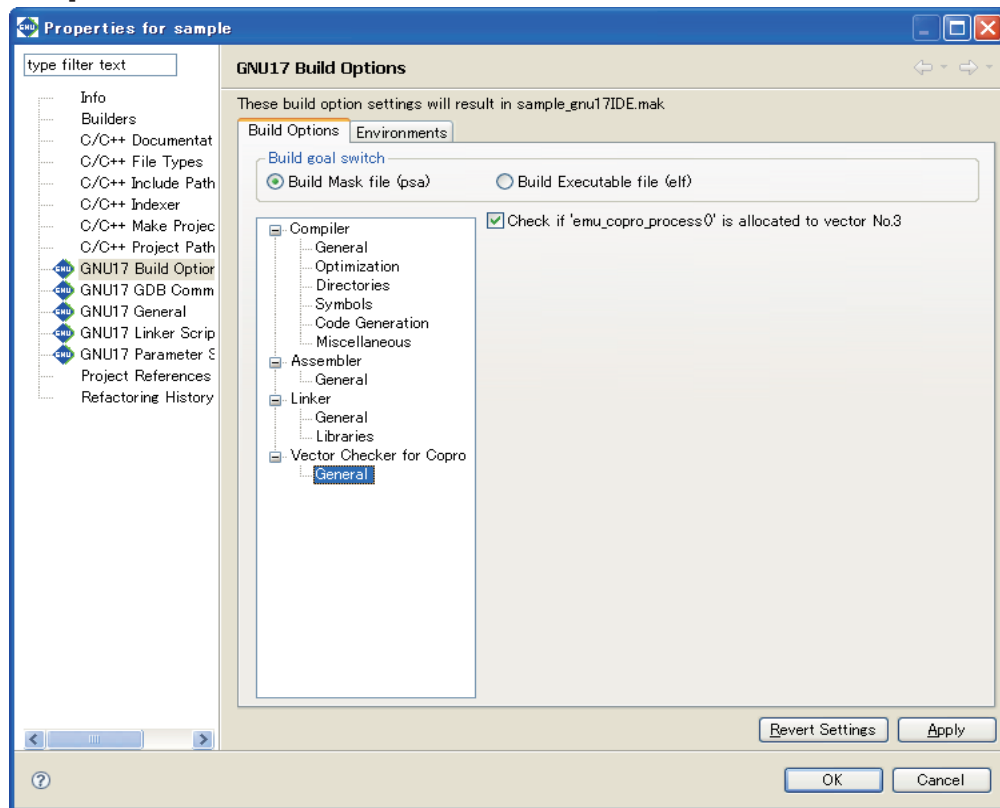 Properties for sample
type filter text
Info
Builders
C/C++ Documentat
C/C++ File Types
C/C++ Include Path
C/C++ Indexer
C/C++ Make Projec
C/C++ Project Path
GNU17 Build Option
GNU17 GDB Comm
GNU17 General
GNU17 Linker Scrip
GNU17 Parameter S
Project References
Refactoring History
GNU17 Build Options
These build option settings will result in sample_gnu17IDE.mak
Build Options
Environments
Build goal switch
Build Mask file (psa)
Build Executable file (elf)
Compiler
General
Optimization
Directories
Symbols
Code Generation
Miscellaneous
Assembler
General
Linker
General
Libraries
Vector Checker for Copro
General
Check if 'emu_copro_process0' is allocated to vector No.3
Revert Settings
Apply
OK
Cancel